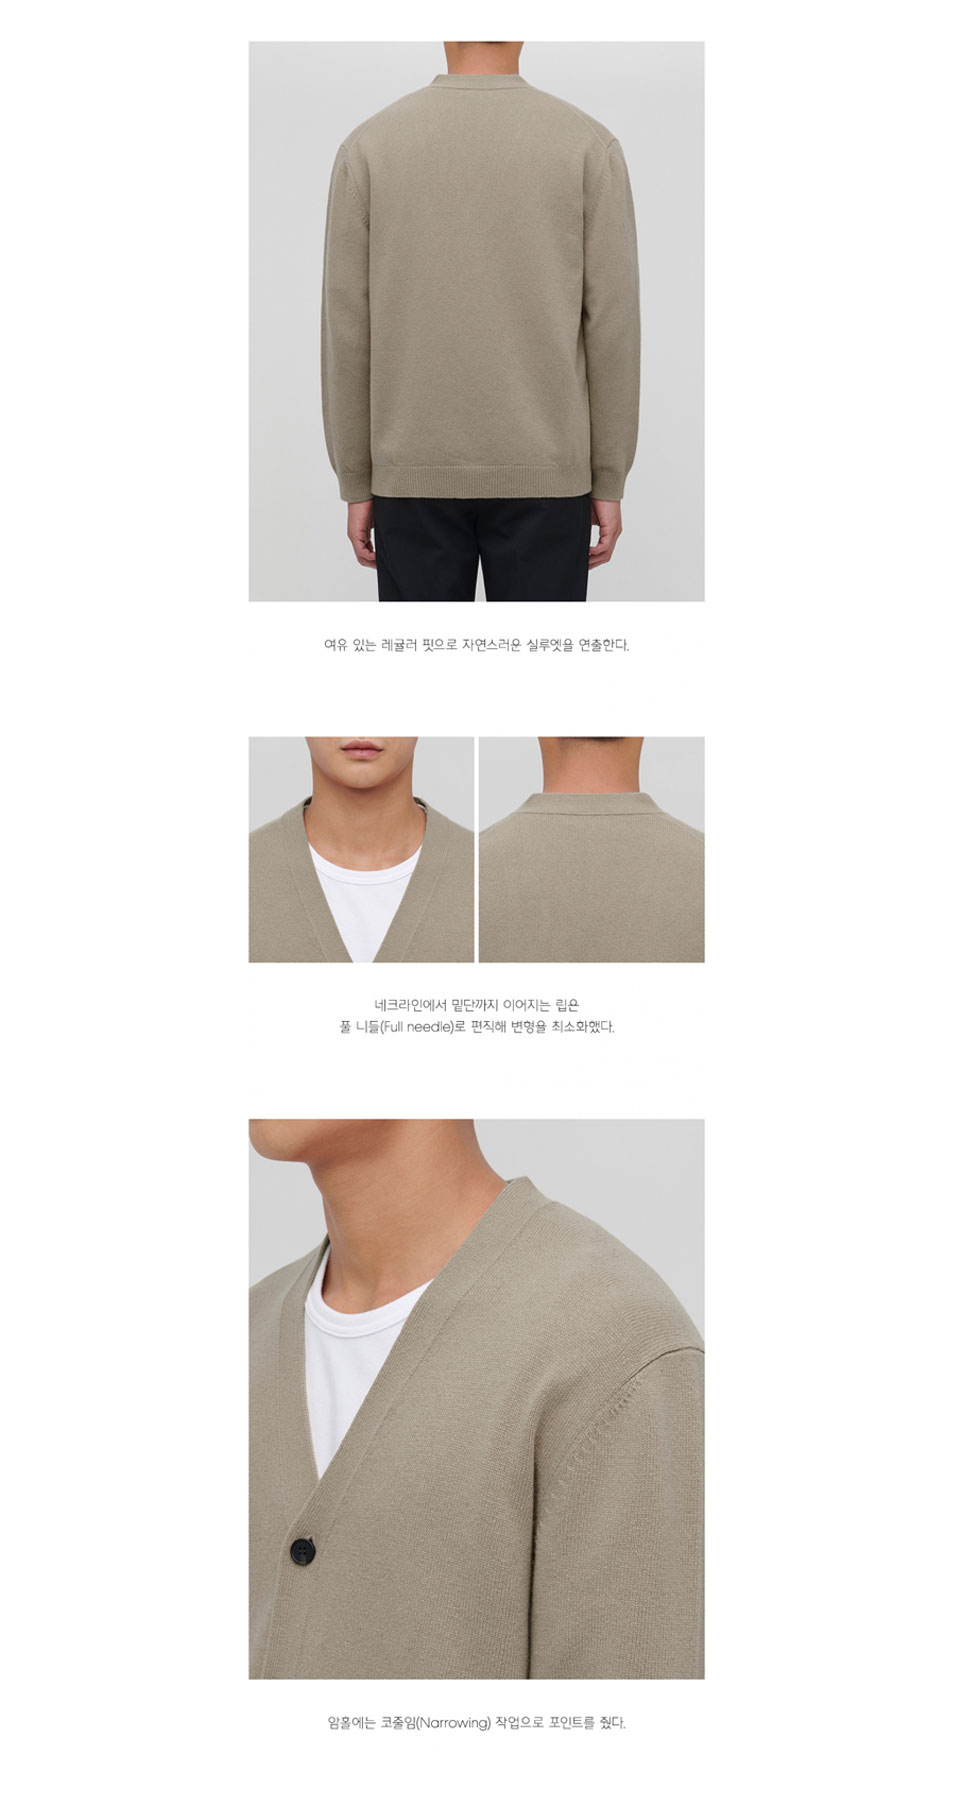 여유 있는 레귤러 핏으로 자연스러운 실루엣을 연출한다.
네크라인에서 밑단까지 이어지는 립은
풀 니들(Full needle)로 편직해 변형을 최소화했다.
암홀에는 코줄임(Narrowing) 작업으로 포인트를 줬다.